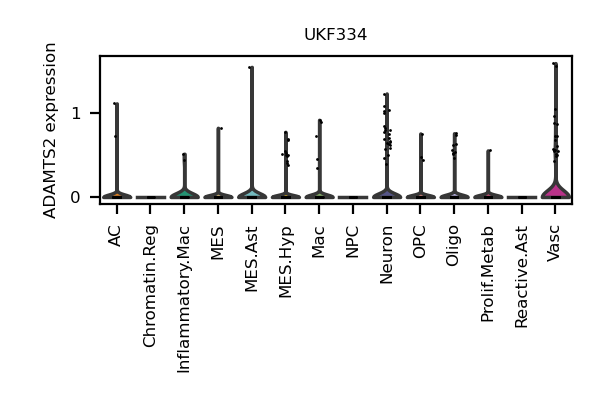 UKF334
ADAMTS2 expression
1
0
AC
Chromatin.Reg
Inflammatory.Mac
MES
MES.Ast
MES.Hyp
Mac
NPC
Neuron
OPC
Oligo
Prolif.Metab
Reactive.Ast
Vasc